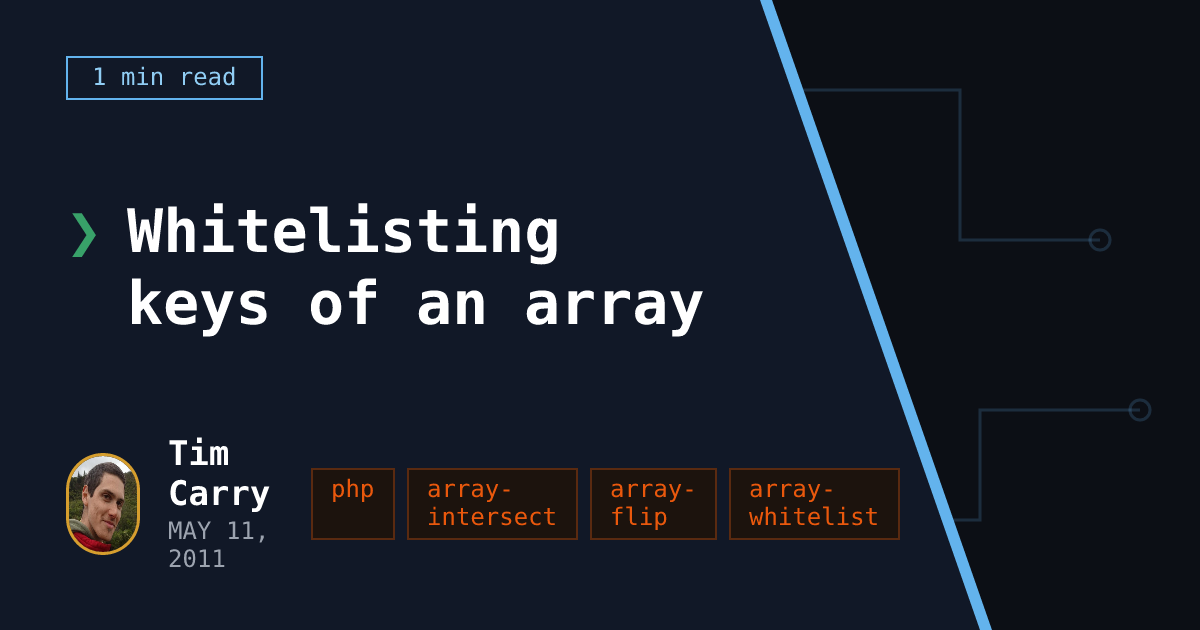 1 min read
❯ Whitelisting
keys of an array
Tim
Carry
MAY 11,
2011
php
array-
intersect
array-
flip
array-
whitelist